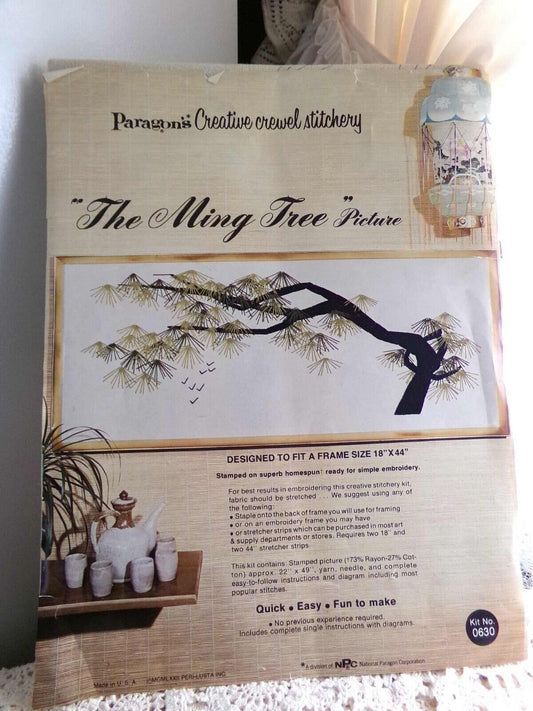 Paragon's Creative crewel stitchery
"The Ming Tree" Picture
DESIGNED TO FIT A FRAME SIZE 18"X44"
Stamped on superb homespun† ready for simple embroidery.
For best results in embroidering this creative stitchery kit,
fabric should be stretched . . . We suggest using any of
the following:
• Staple onto the back of frame you will use for framing
• or on an embroidery frame you may have
• or stretcher strips which can be purchased in most art
& supply departments or stores. Requires two 18" and
two 44" stretcher strips.
This kit contains: Stamped picture (†73% Rayon-27% Cot-
ton) approx. 22" x 49", yarn, needle, and complete
easy-to-follow instructions and diagram including most
popular stitches.
Quick • Easy • Fun to make
• No previous experience required.
Includes complete single instructions with diagrams.
Kit No.
0630
*A division of NPC National Paragon Corporation
Made in U.S.A. ©MCMLXXII PERI-LUSTA INC.